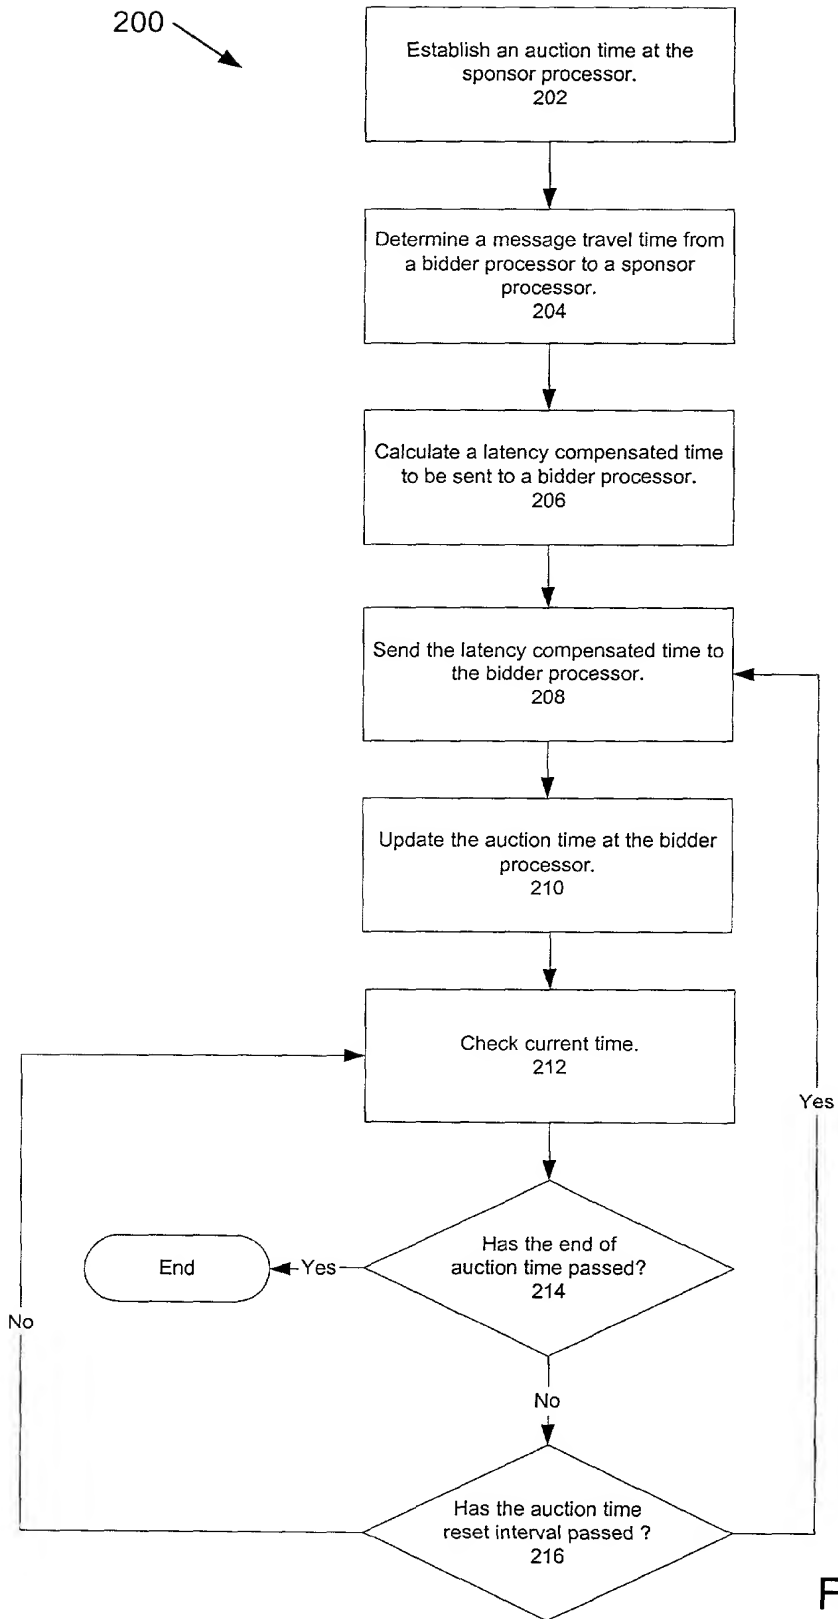 200
Establish an auction time at the
sponsor processor.
202
Determine a message travel time from
a bidder processor to a sponsor
processor.
204
Calculate a latency compensated time
to be sent to a bidder processor.
206
Send the latency compensated time to
the bidder processor.
208
Update the auction time at the bidder
processor.
210
Check current time.
212
Yes
Has the end of
auction time passed?
214
Yes
End
No
No
Has the auction time
reset interval passed ?
216
F